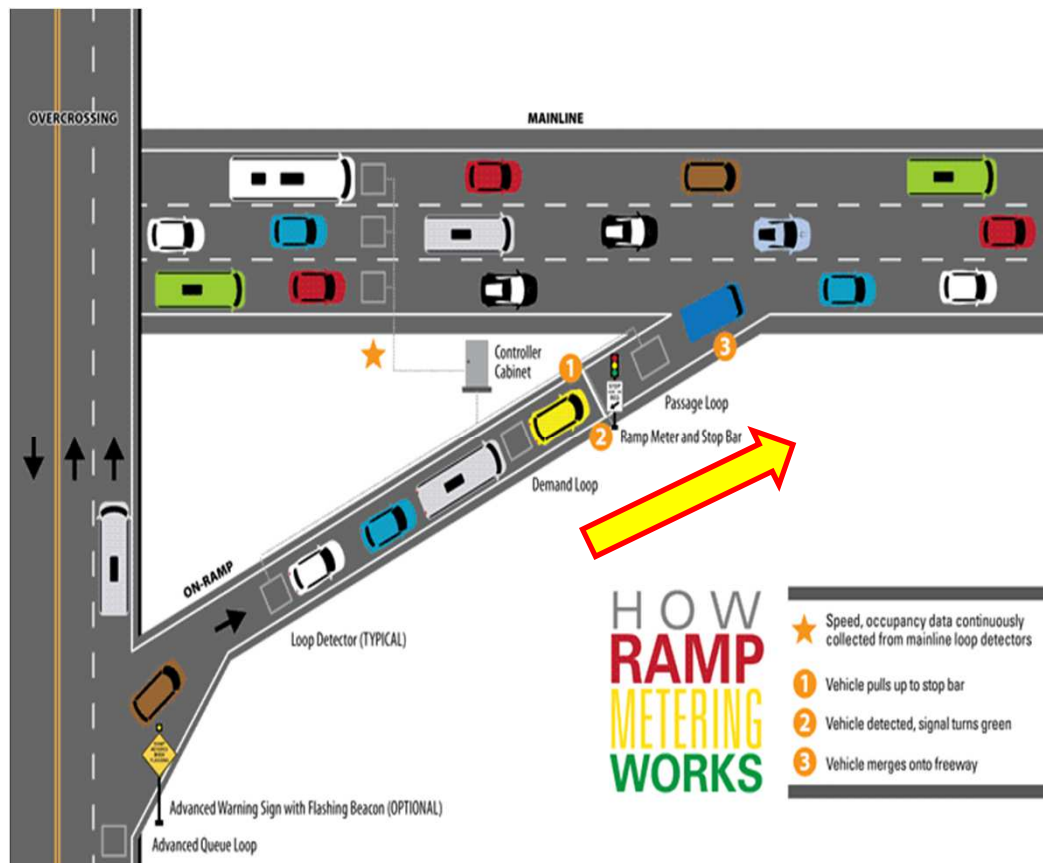 OVERCROSSING
MAINLINE
Controller
Cabinet
1
3
Passage Loop
2
Ramp Meter and Stop Bar
Demand Loop
ON-RAMP
Loop Detector (TYPICAL)
Advanced Warning Sign with Flashing Beacon (OPTIONAL)
Advanced Queue Loop
HOW
RAMP
METERING
WORKS
Speed, occupancy data continuously
collected from mainline loop detectors
1 Vehicle pulls up to stop bar
2 Vehicle detected, signal turns green
3 Vehicle merges onto freeway